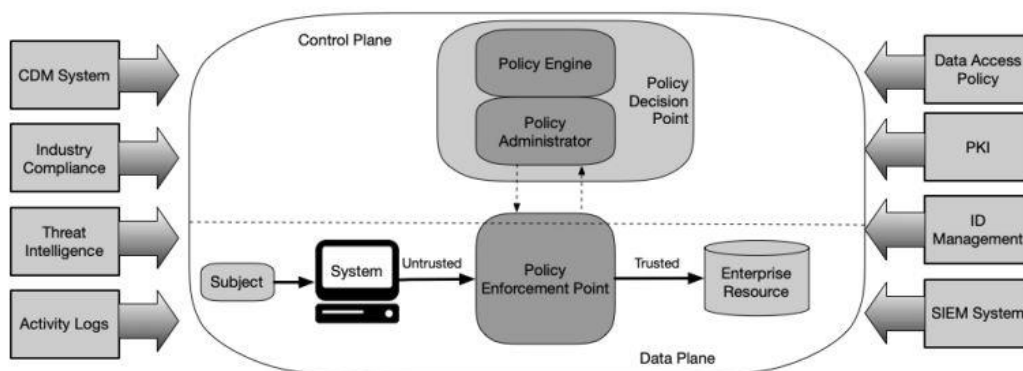 Control Plane
Policy Engine
Policy
Administrator
Policy
Decision
Point
CDM System
Industry
Compliance
Threat
Intelligence
Activity Logs
Data Access
Policy
PKI
ID
Management
SIEM System
Subject
System
Untrusted
Policy
Enforcement Point
Trusted
Enterprise
Resource
Data Plane